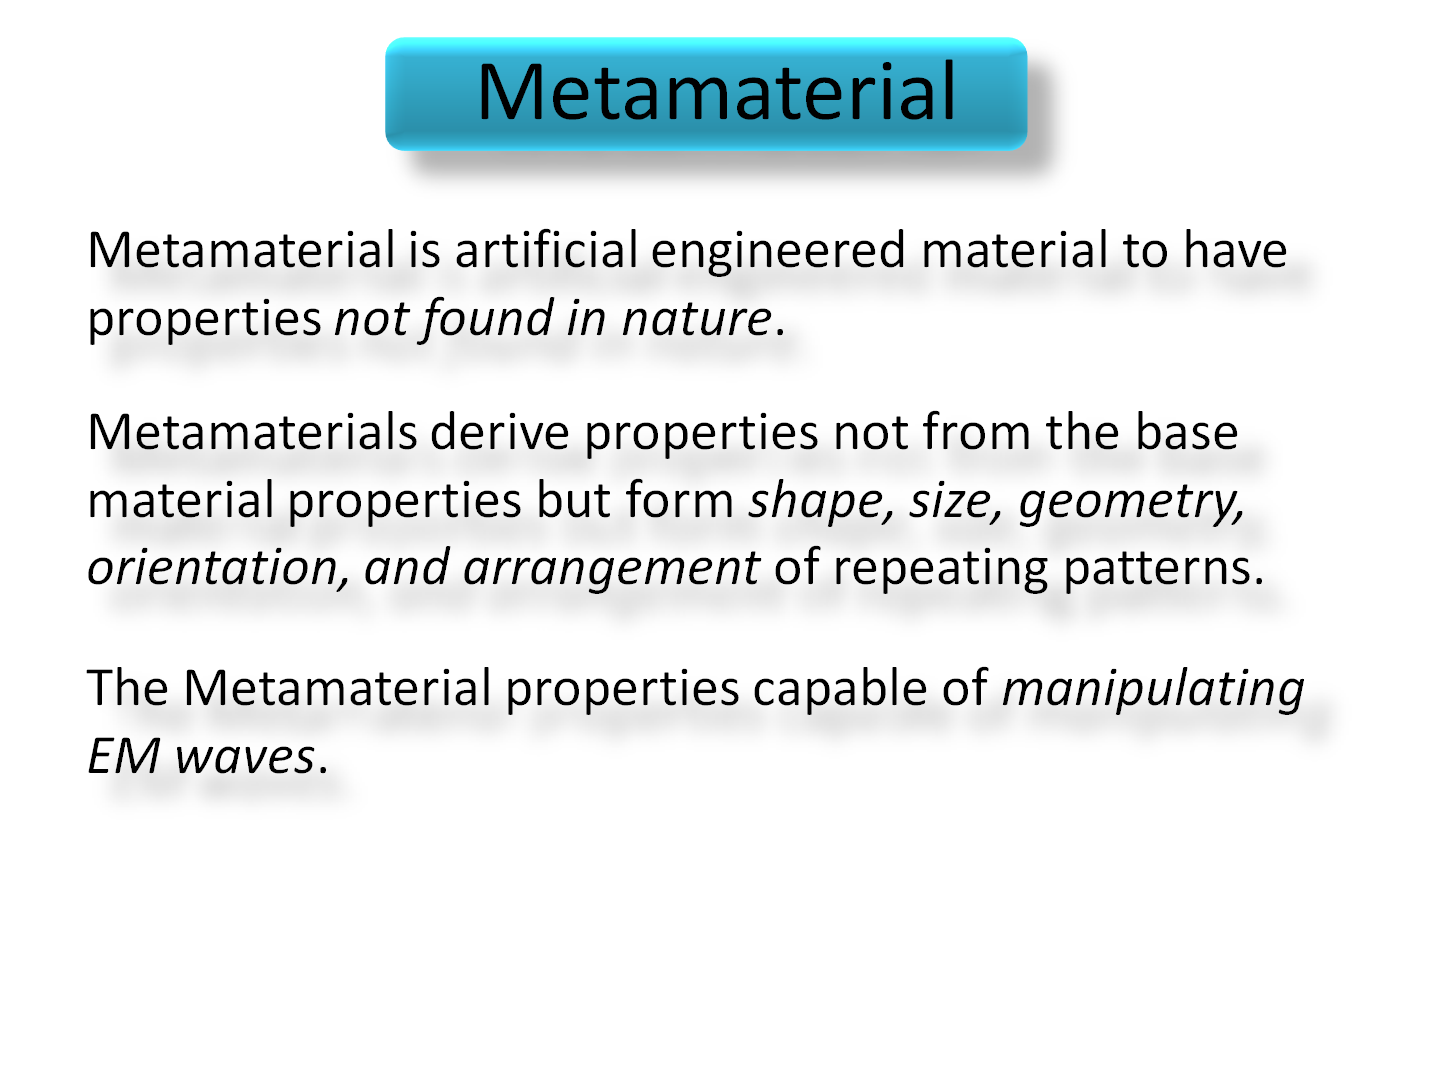 Metamaterial
Metamaterial is artificial engineered material to have
properties not found in nature.
Metamaterials derive properties not from the base
material properties but form shape, size, geometry,
orientation, and arrangement of repeating patterns.
The Metamaterial properties capable of manipulating
EM waves.